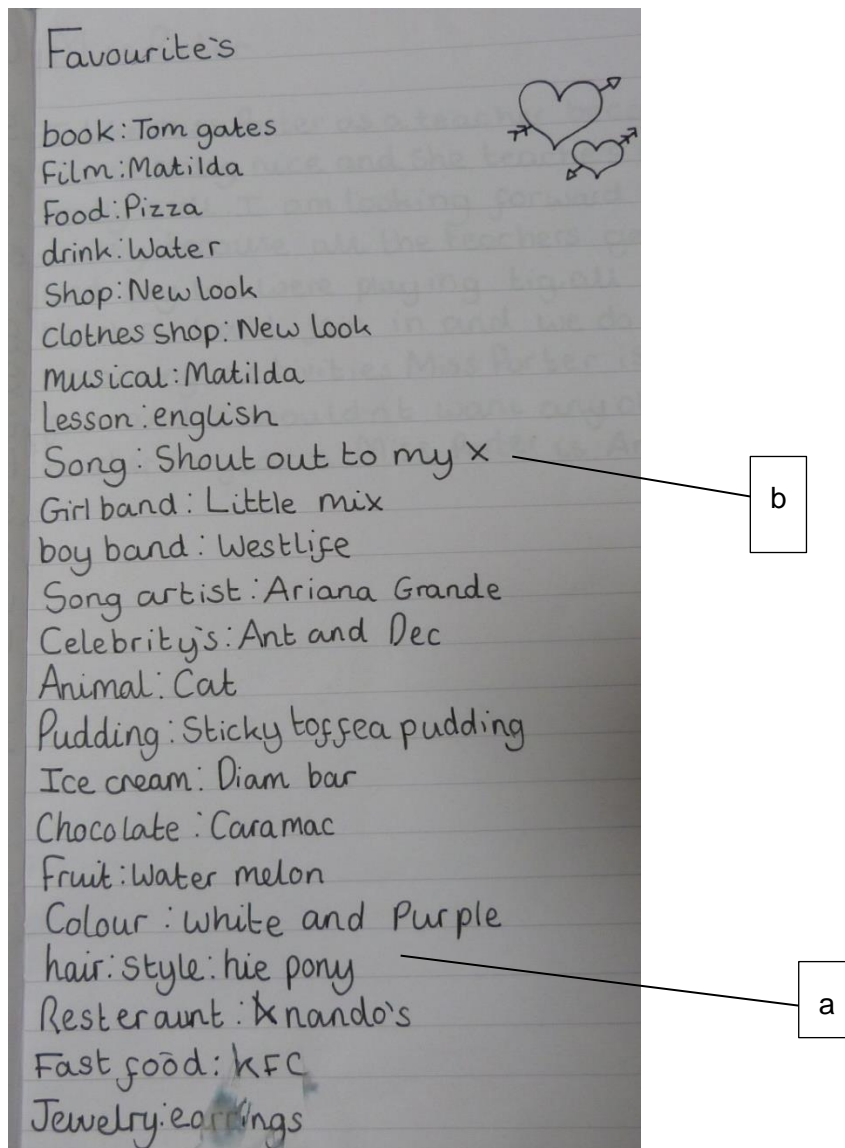 Favourite's
book: Tom gates
Film: Matilda
Food: Pizza
drink: Water
Shop: New look
clothes shop: New look
musical: Matilda
Lesson: english
Song: Shout out to my x
b
Girl band: Little mix
boy band: Westlife
Song artist: Ariana Grande
Celebrity's: Ant and Dec
Animal: Cat
Pudding: Sticky toffea pudding
Ice cream: Diam bar
Chocolate: Caramac
Fruit: Water melon
Colour: white and Purple
hair: style: hie pony
a
Resteraunt: nando's
Fast food: KFC
Jewelry: earrings